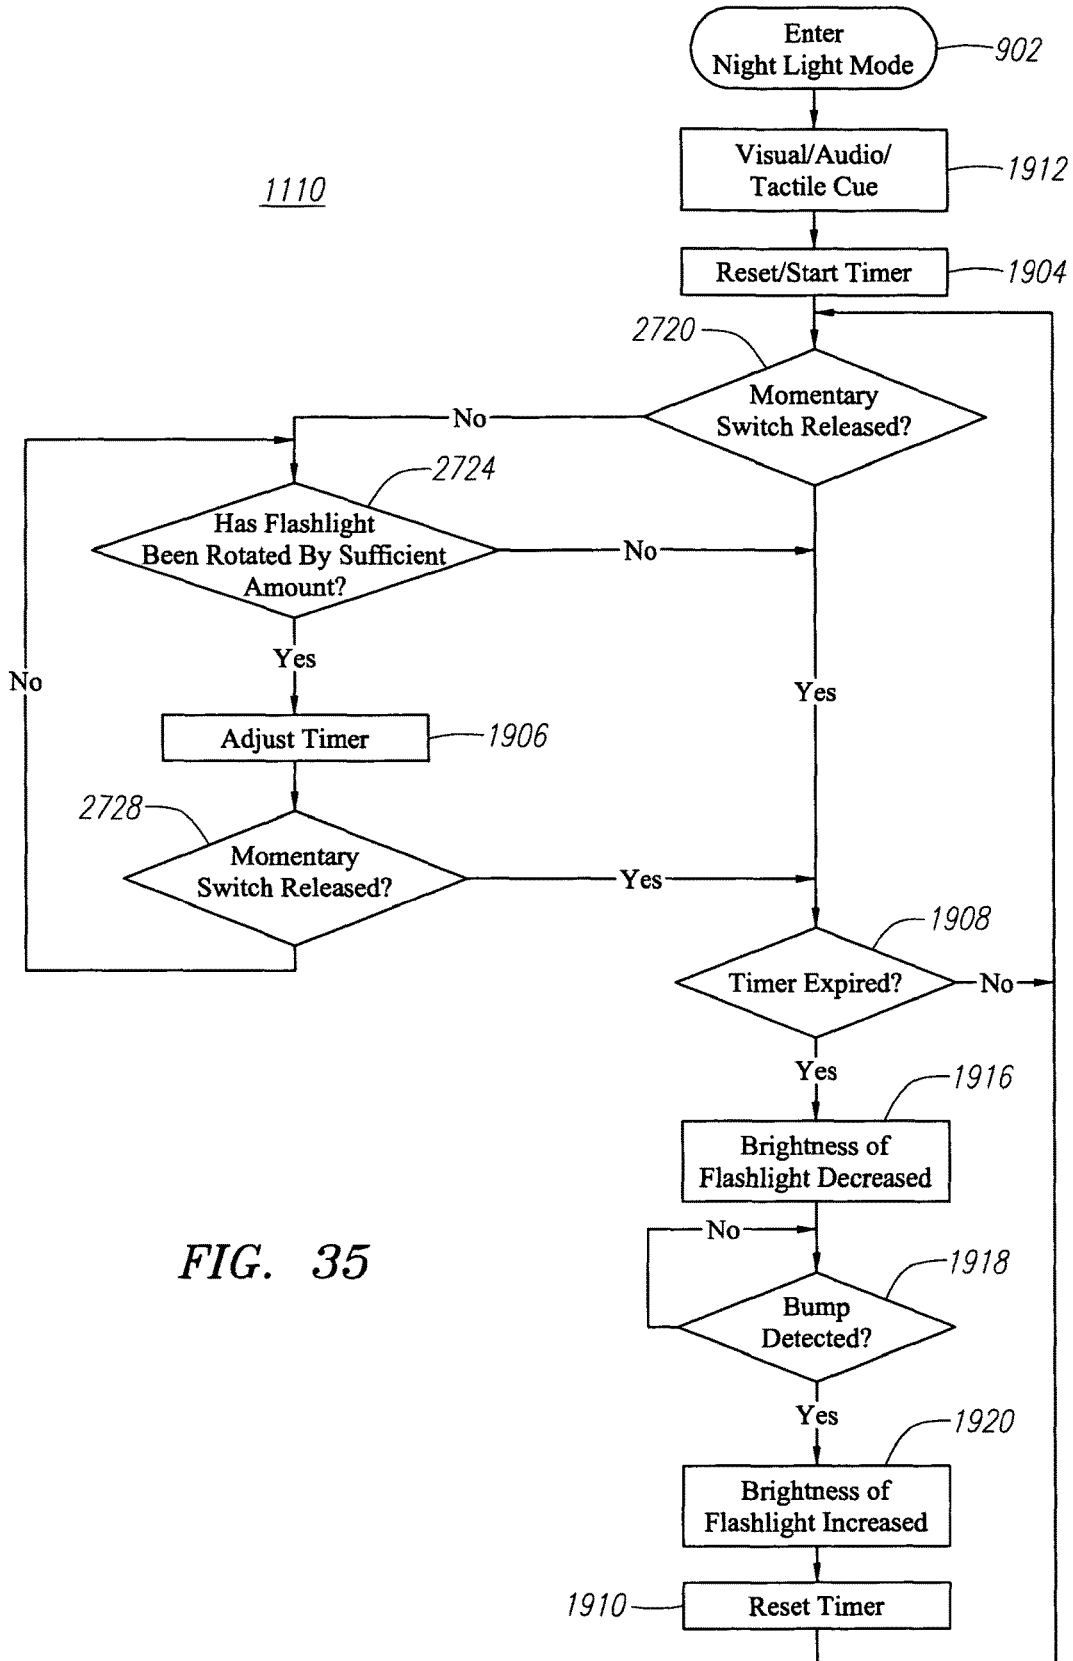 Enter
Night Light Mode
902
Visual/Audio/
Tactile Cue
1912
1110
Reset/Start Timer
1904
2720
Momentary
Switch Released?
No
2724
Has Flashlight
Been Rotated By Sufficient
Amount?
No
Yes
No
Yes
Adjust Timer
1906
2728
Momentary
Switch Released?
Yes
1908
Timer Expired?
No
Yes
1916
Brightness of
Flashlight Decreased
No
FIG. 35
1918
Bump
Detected?
Yes
1920
Brightness of
Flashlight Increased
1910
Reset Timer